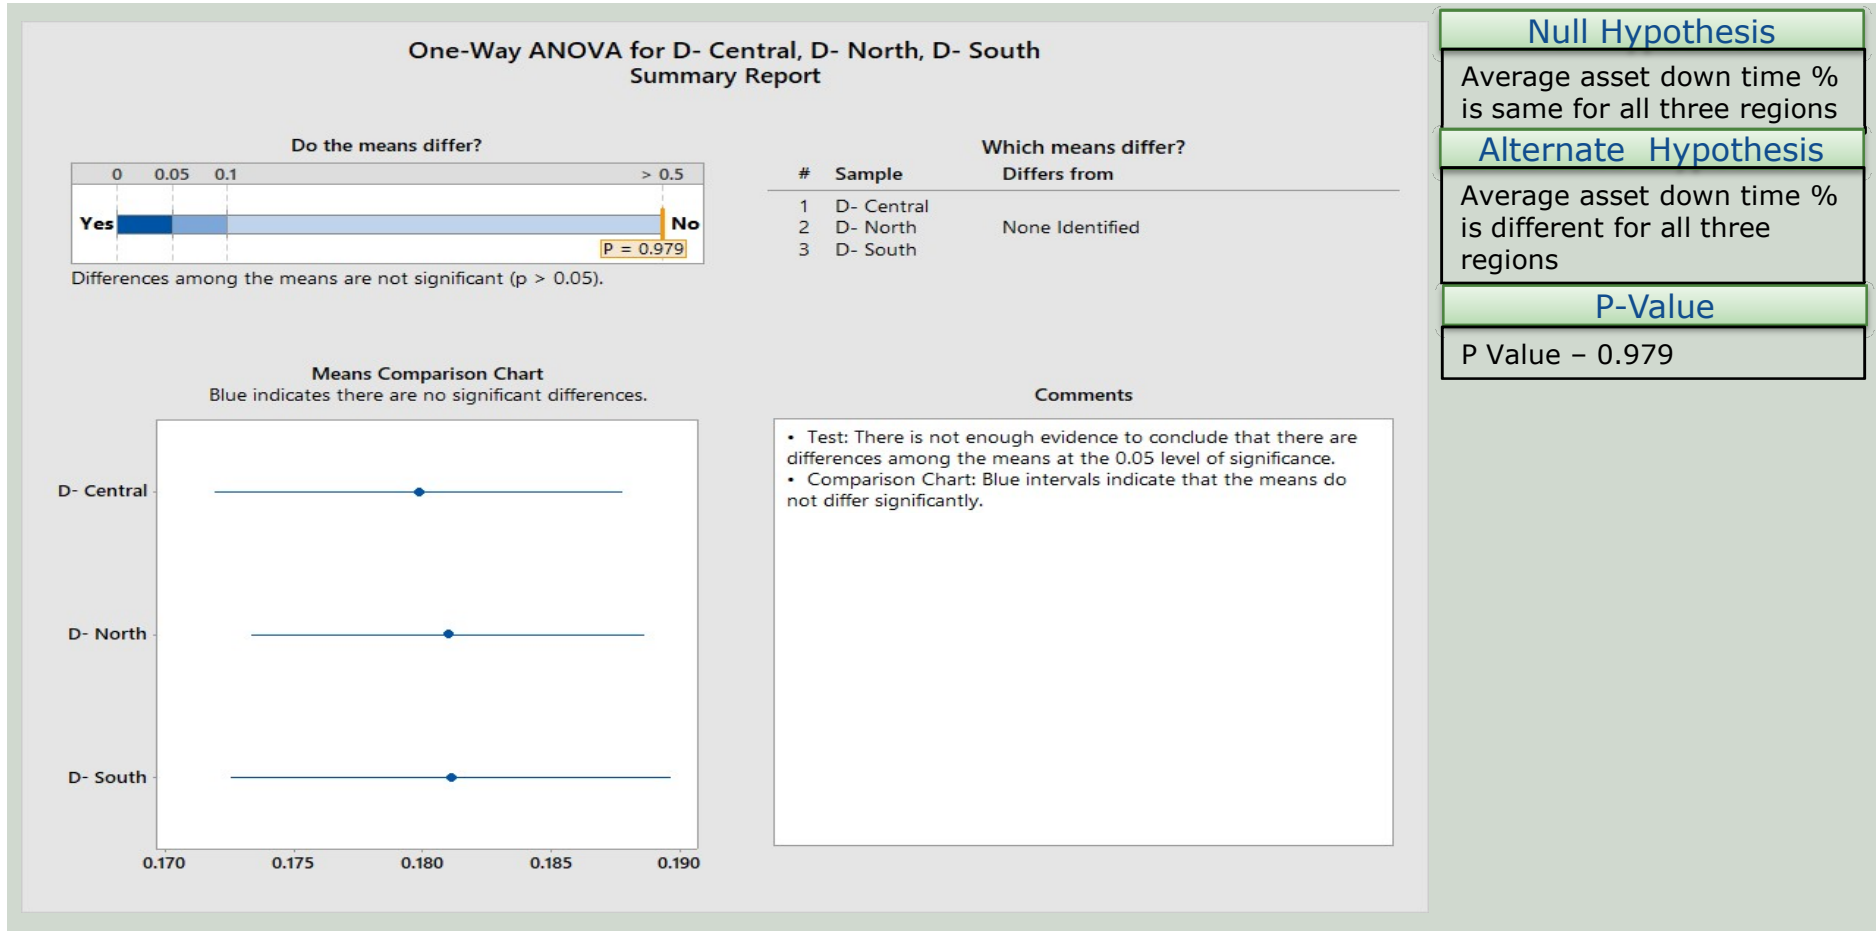 One-Way ANOVA for D- Central, D- North, D- South
Summary Report
Do the means differ?
0 0.05 0.1 > 0.5
Yes No
P = 0.979
Differences among the means are not significant (p > 0.05).
Which means differ?
# Sample Differs from
1 D- Central
2 D- North None Identified
3 D- South
Means Comparison Chart
Blue indicates there are no significant differences.
D- Central
D- North
D- South
0.170 0.175 0.180 0.185 0.190
Comments
• Test: There is not enough evidence to conclude that there are
differences among the means at the 0.05 level of significance.
• Comparison Chart: Blue intervals indicate that the means do
not differ significantly.
Null Hypothesis
Average asset down time %
is same for all three regions
Alternate Hypothesis
Average asset down time %
is different for all three
regions
P-Value
P Value – 0.979